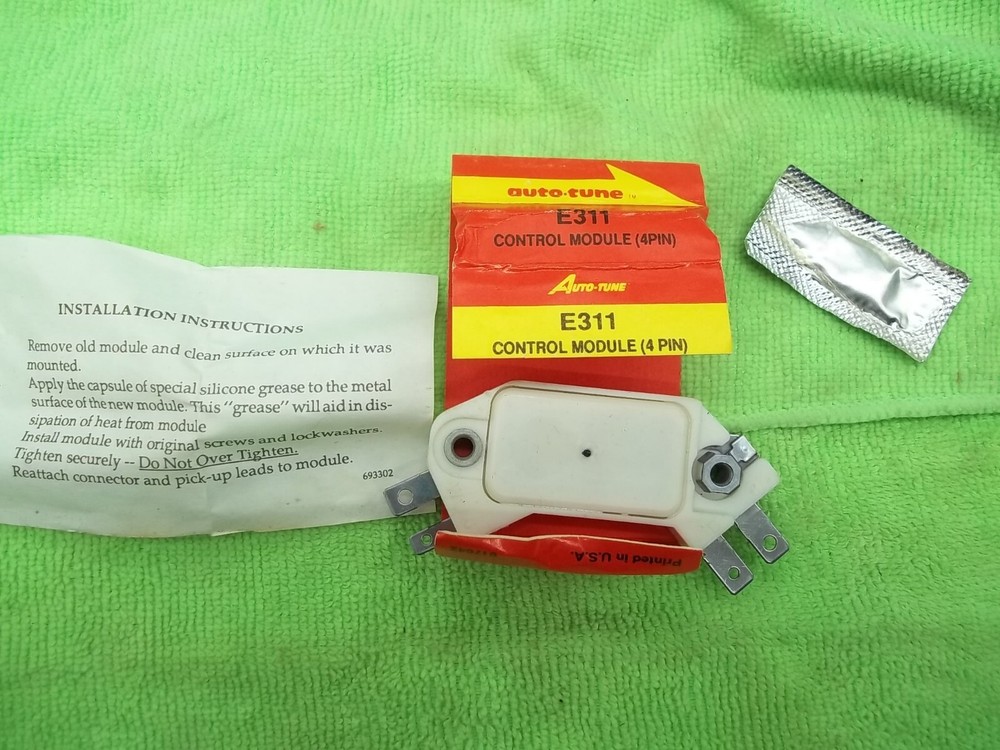 INSTALLATION INSTRUCTIONS
Remove old module and clean surface on which it was
mounted.
Apply the capsule of special silicone grease to the metal
surface of the new module. This "grease" will aid in dis-
sipation of heat from module
Install module with original screws and lockwashers.
Tighten securely -- Do Not Over Tighten.
Reattach connector and pick-up leads to module.
693302
auto·tune
E311
CONTROL MODULE (4PIN)
AUTO-TUNE
E311
CONTROL MODULE (4 PIN)
Printed in U.S.A.